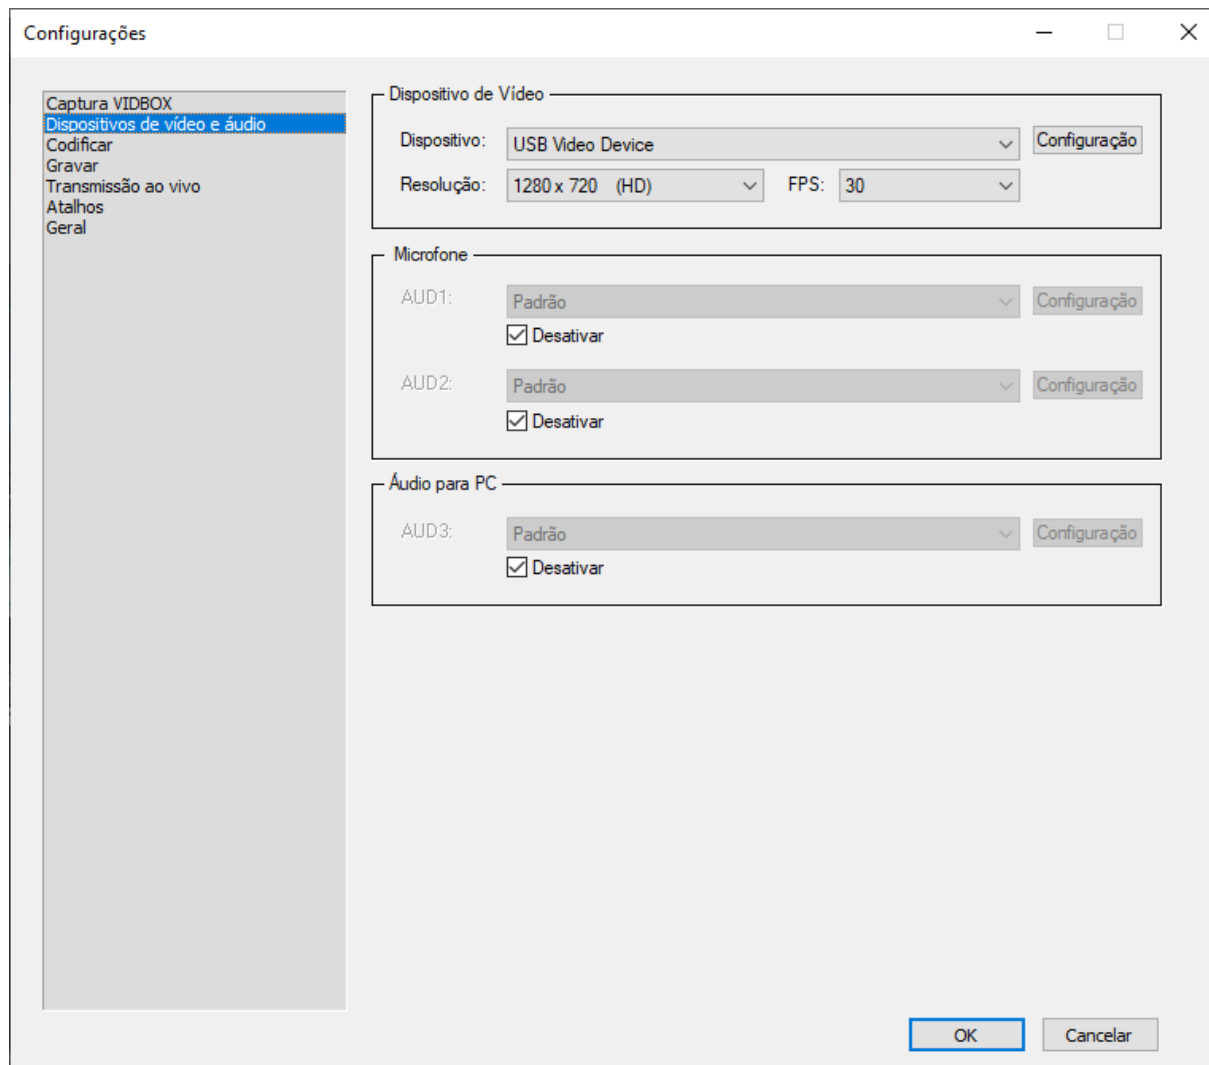 Configurações
Captura VIDBOX
Dispositivos de vídeo e áudio
Codificar
Gravar
Transmissão ao vivo
Atalhos
Geral
Dispositivo de Vídeo
Dispositivo: USB Video Device Configuração
Resolução: 1280 x 720 (HD) FPS: 30
Microfone
AUD1: Padrão Configuração
Desativar
AUD2: Padrão Configuração
Desativar
Áudio para PC
AUD3: Padrão Configuração
Desativar
OK Cancelar